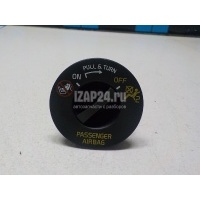 PULL & TURN
ON
OFF
IZAP24.ru
PASSENGER
AIRBAG